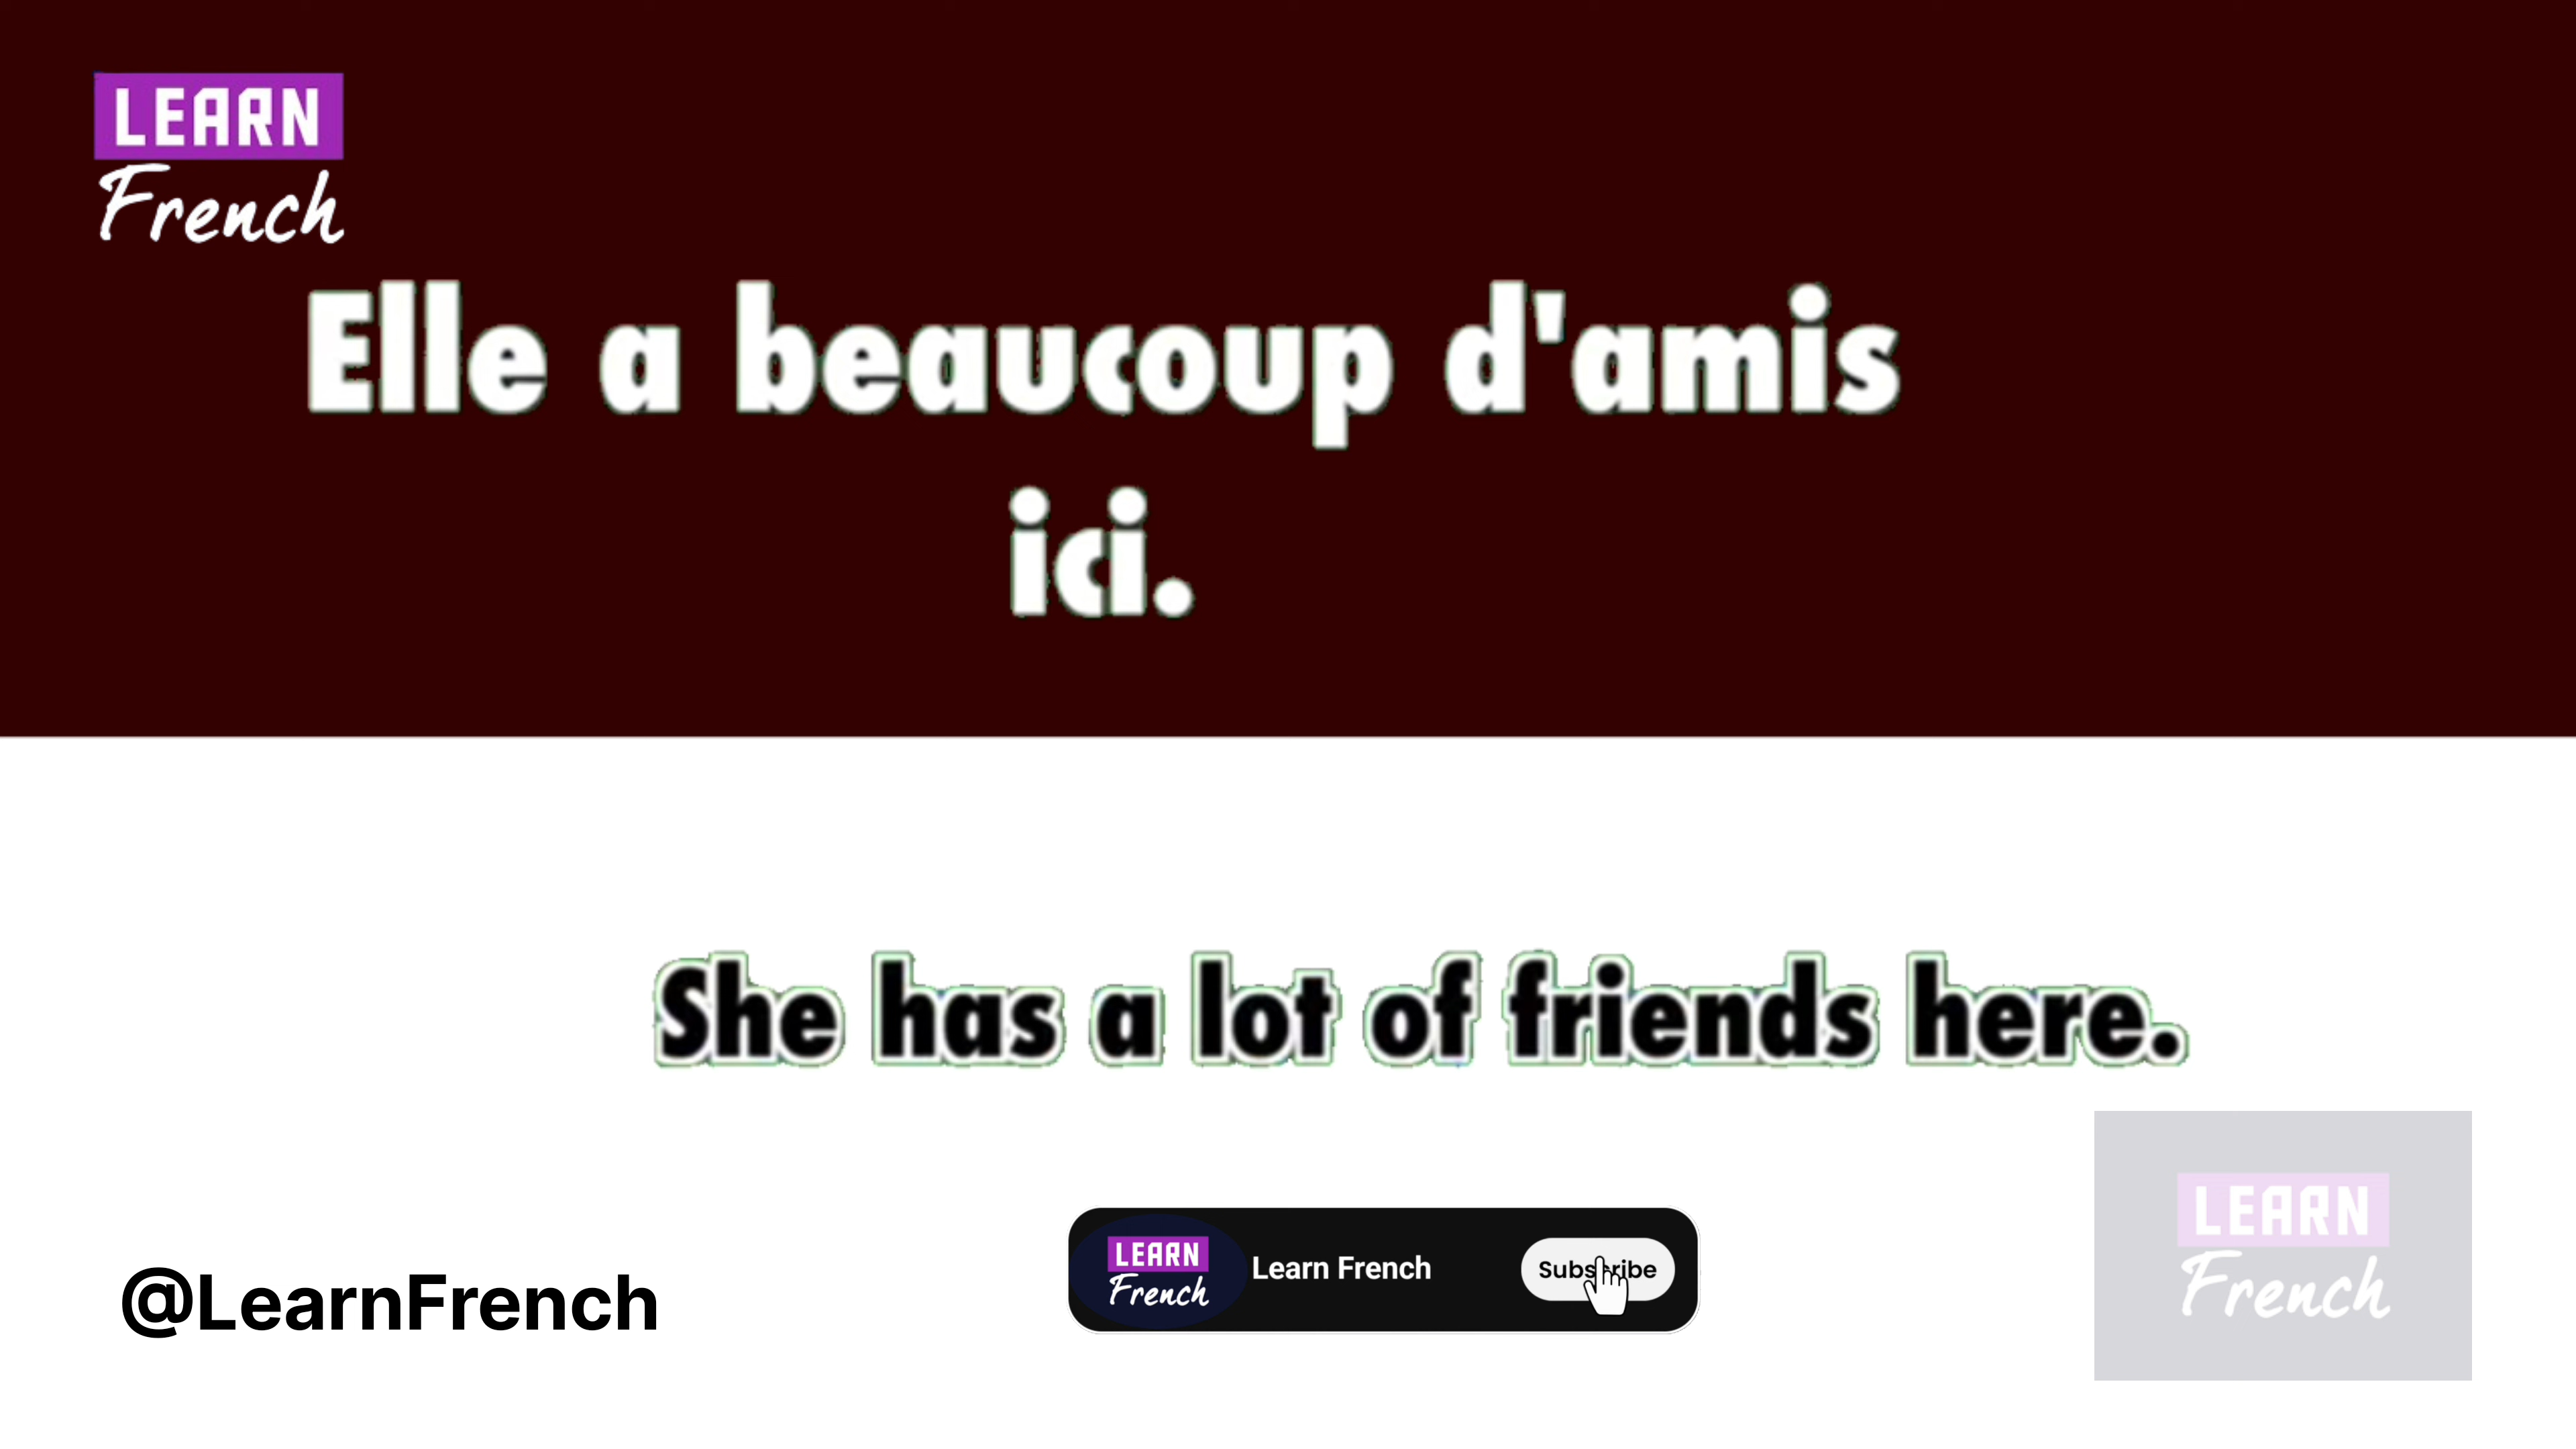 LEARN
French
Elle a beaucoup d'amis
ici.
She has a lot of friends here.
@LearnFrench
LEARN
French
Learn French
Subscribe
LEARN
French